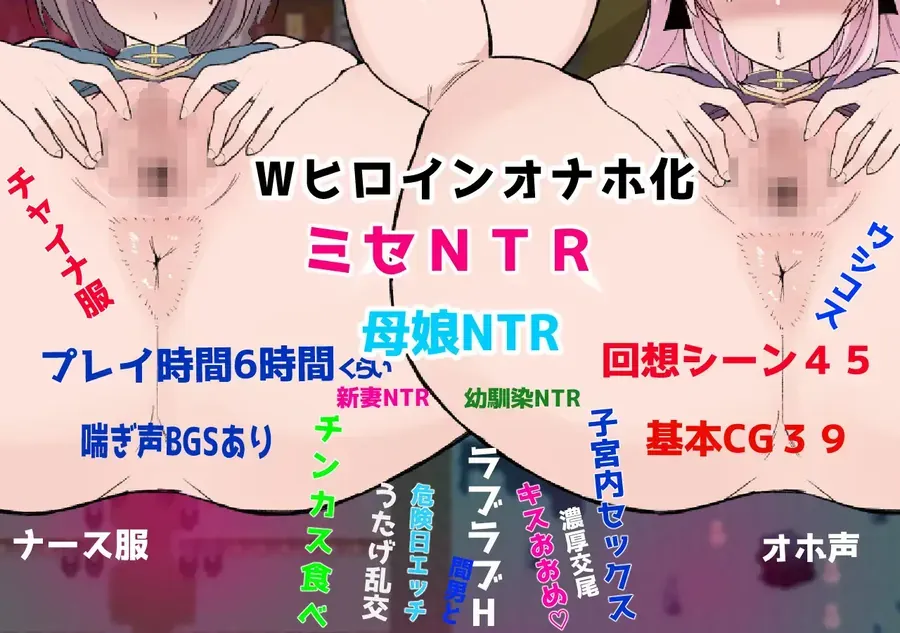 チャイナ服
Wヒロインオナホ化
ミセNTR
母娘NTR
ウシコス
プレイ時間6時間くらい
回想シーン45
新妻NTR
幼馴染NTR
喘ぎ声BGSあり
基本CG39
ナース服
チンカス食べ
うたげ乱交
危険日エッチ
間男と
ラブラブH
キスおおめ♡
濃厚交尾
子宮内セックス
オホ声